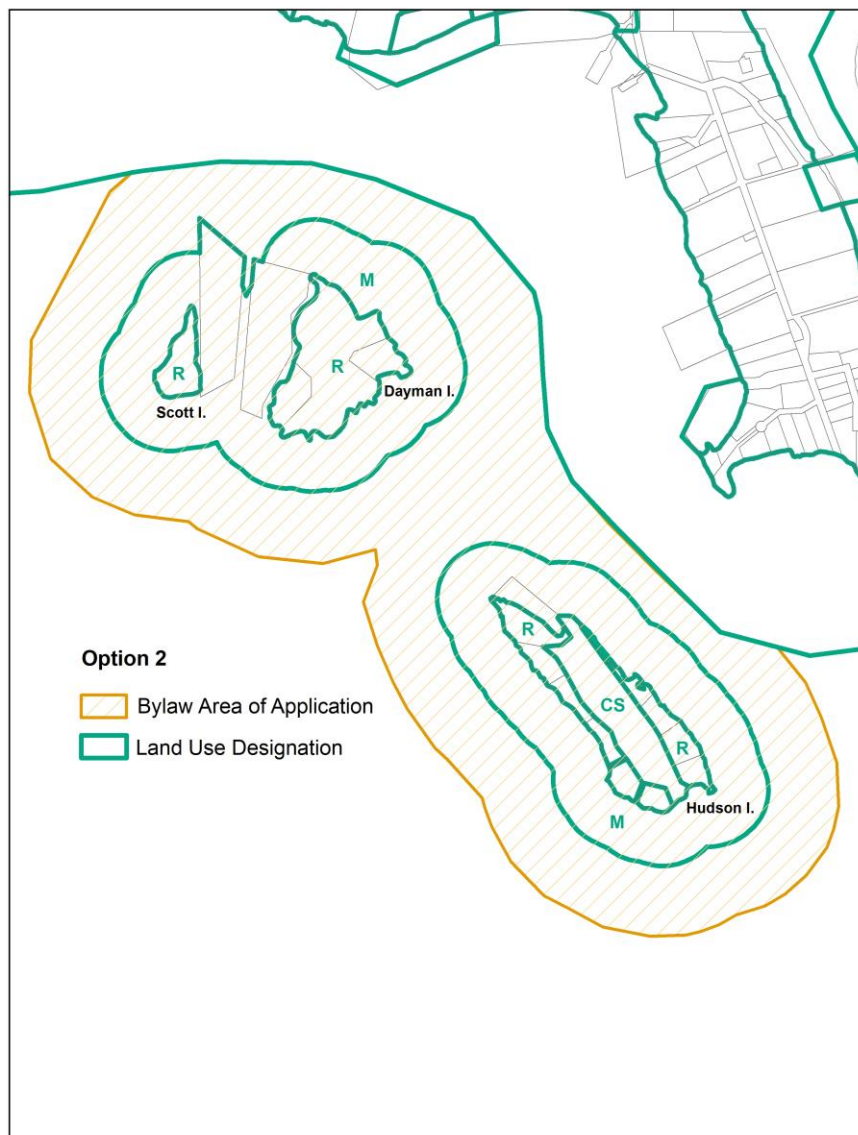 M
R
R
Scott I.
Dayman I.
R
Option 2
Bylaw Area of Application
CS
Land Use Designation
R
Hudson I.
M